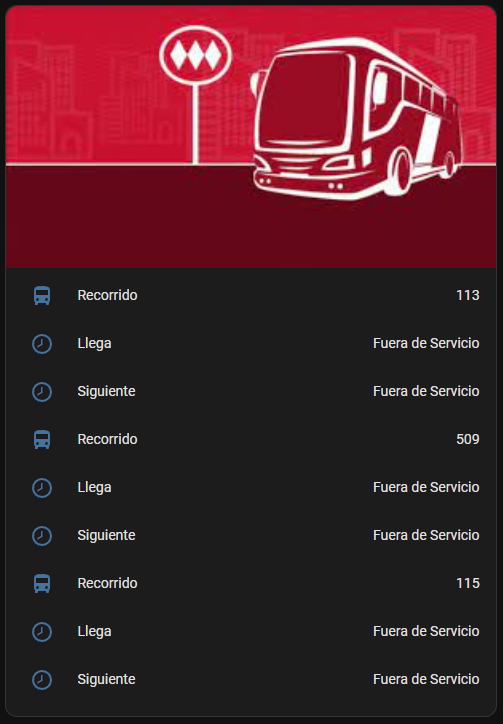 Recorrido 113
Llega Fuera de Servicio
Siguiente Fuera de Servicio
Recorrido 509
Llega Fuera de Servicio
Siguiente Fuera de Servicio
Recorrido 115
Llega Fuera de Servicio
Siguiente Fuera de Servicio